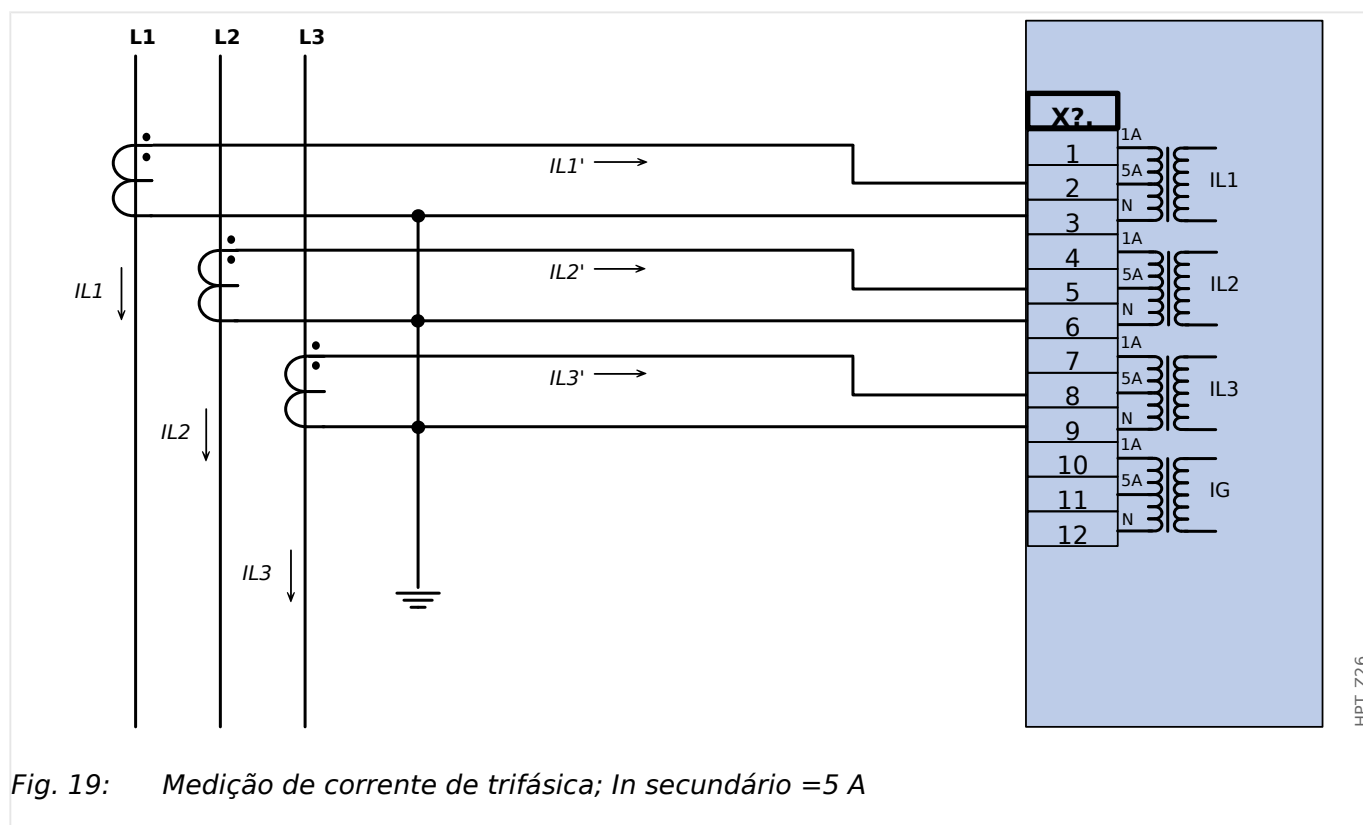 L1 L2 L3
X?.
1A
1
IL1'
5A
IL1
2
N
3
1A
4
IL2'
5A
IL2
IL1
5
N
6
1A
7
IL3'
5A
IL3
8
N
IL2
9
1A
10
5A
IG
11
N
12
IL3
HPT_Z26
Fig. 19: Medição de corrente de trifásica; In secundário =5 A